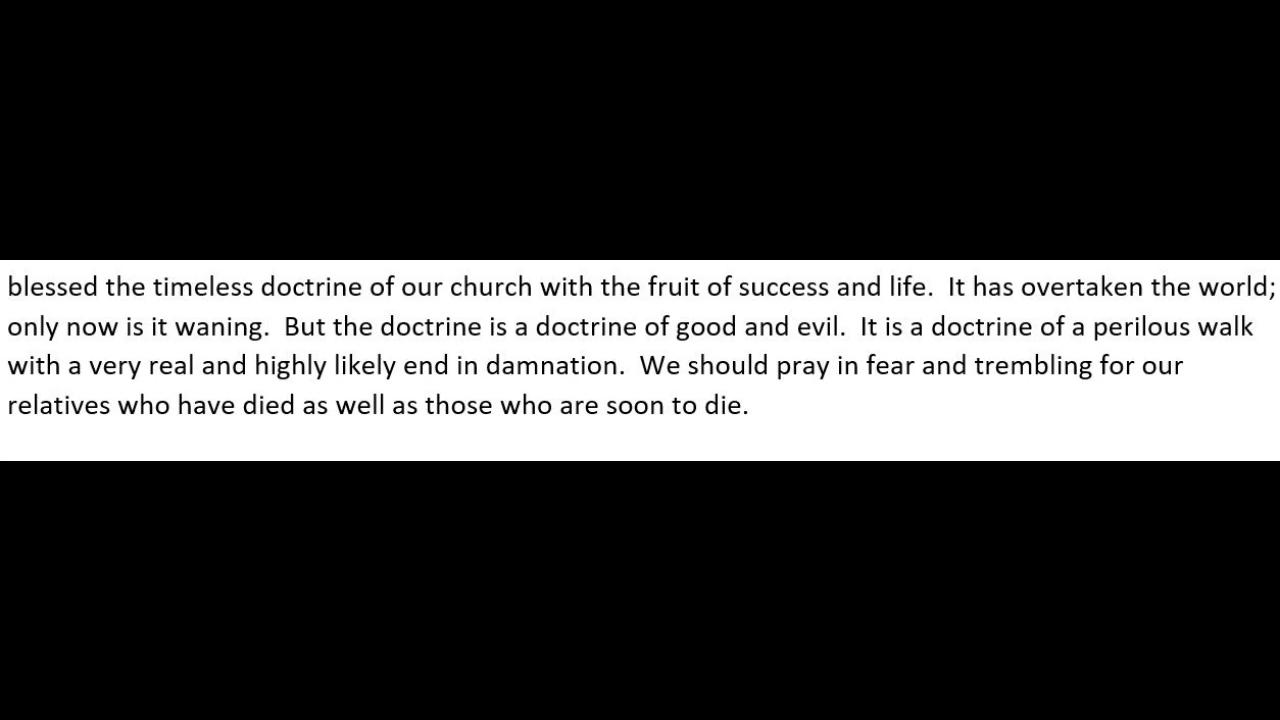 blessed the timeless doctrine of our church with the fruit of success and life.  It has overtaken the world;
only now is it waning.  But the doctrine is a doctrine of good and evil.  It is a doctrine of a perilous walk
with a very real and highly likely end in damnation.  We should pray in fear and trembling for our
relatives who have died as well as those who are soon to die.